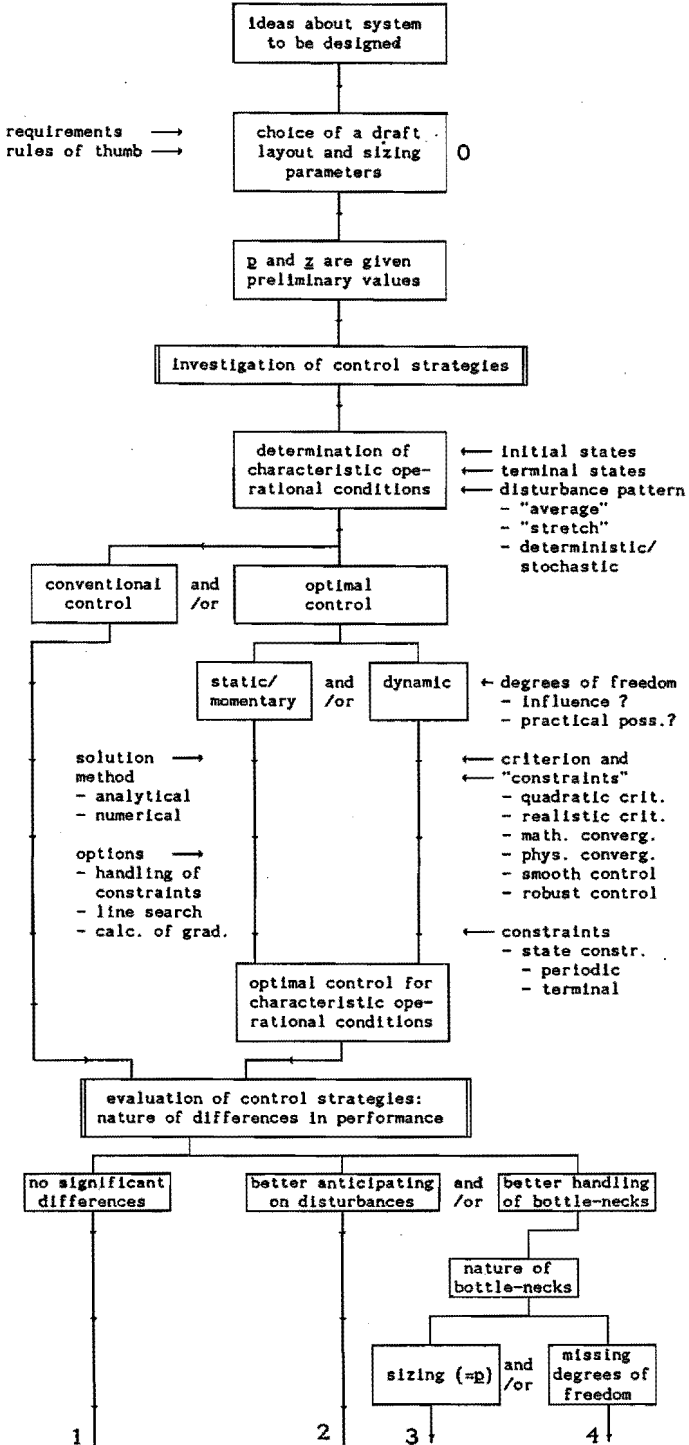 ideas about system
to be designed
requirements →
rules of thumb →
choice of a draft
layout and sizing
parameters
0
p and z are given
preliminary values
investigation of control strategies
determination of
characteristic ope-
rational conditions
← initial states
← terminal states
← disturbance pattern
- "average"
- "stretch"
- deterministic/
stochastic
conventional
control
and
/or
optimal
control
static/
momentary
and
/or
dynamic
← degrees of freedom
- influence ?
- practical poss.?
solution →
method
- analytical
- numerical
options →
- handling of
constraints
- line search
- calc. of grad.
← criterion and
← "constraints"
- quadratic crit.
- realistic crit.
- math. converg.
- phys. converg.
- smooth control
- robust control
← constraints
- state constr.
- periodic
- terminal
optimal control for
characteristic ope-
rational conditions
evaluation of control strategies:
nature of differences in performance
no significant
differences
better anticipating
on disturbances
and
/or
better handling
of bottle-necks
nature of
bottle-necks
sizing (=p)
and
/or
missing
degrees of
freedom
1
2
3
4